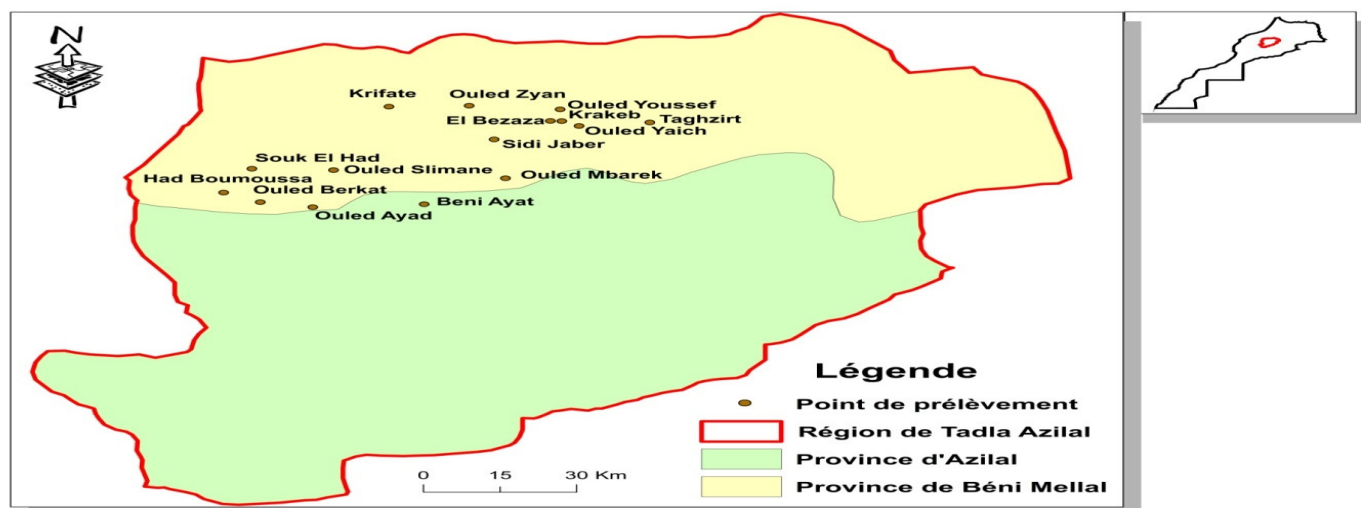 N
Krifate
Ouled Zyan
Ouled Youssef
El Bezaza
Krakeb
Taghzirt
Ouled Yaich
Sidi Jaber
Souk El Had
Ouled Slimane
Had Boumoussa
Ouled Mbarek
Ouled Berkat
Beni Ayat
Ouled Ayad
Légende
Point de prélèvement
Région de Tadla Azilal
Province d'Azilal
Province de Béni Mellal
0 15 30 Km